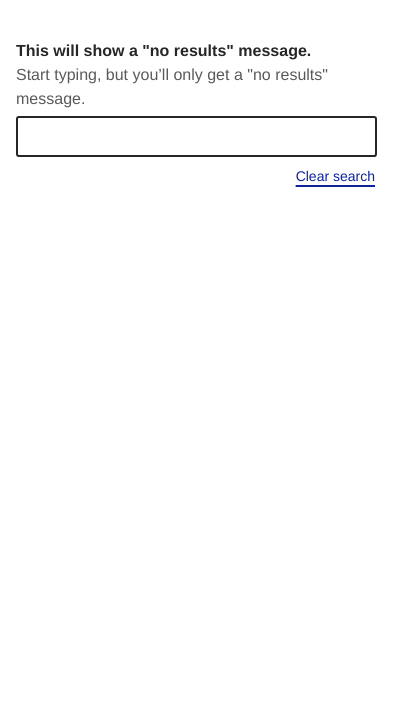 This will show a "no results" message.
Start typing, but you’ll only get a "no results"
message.
Clear search